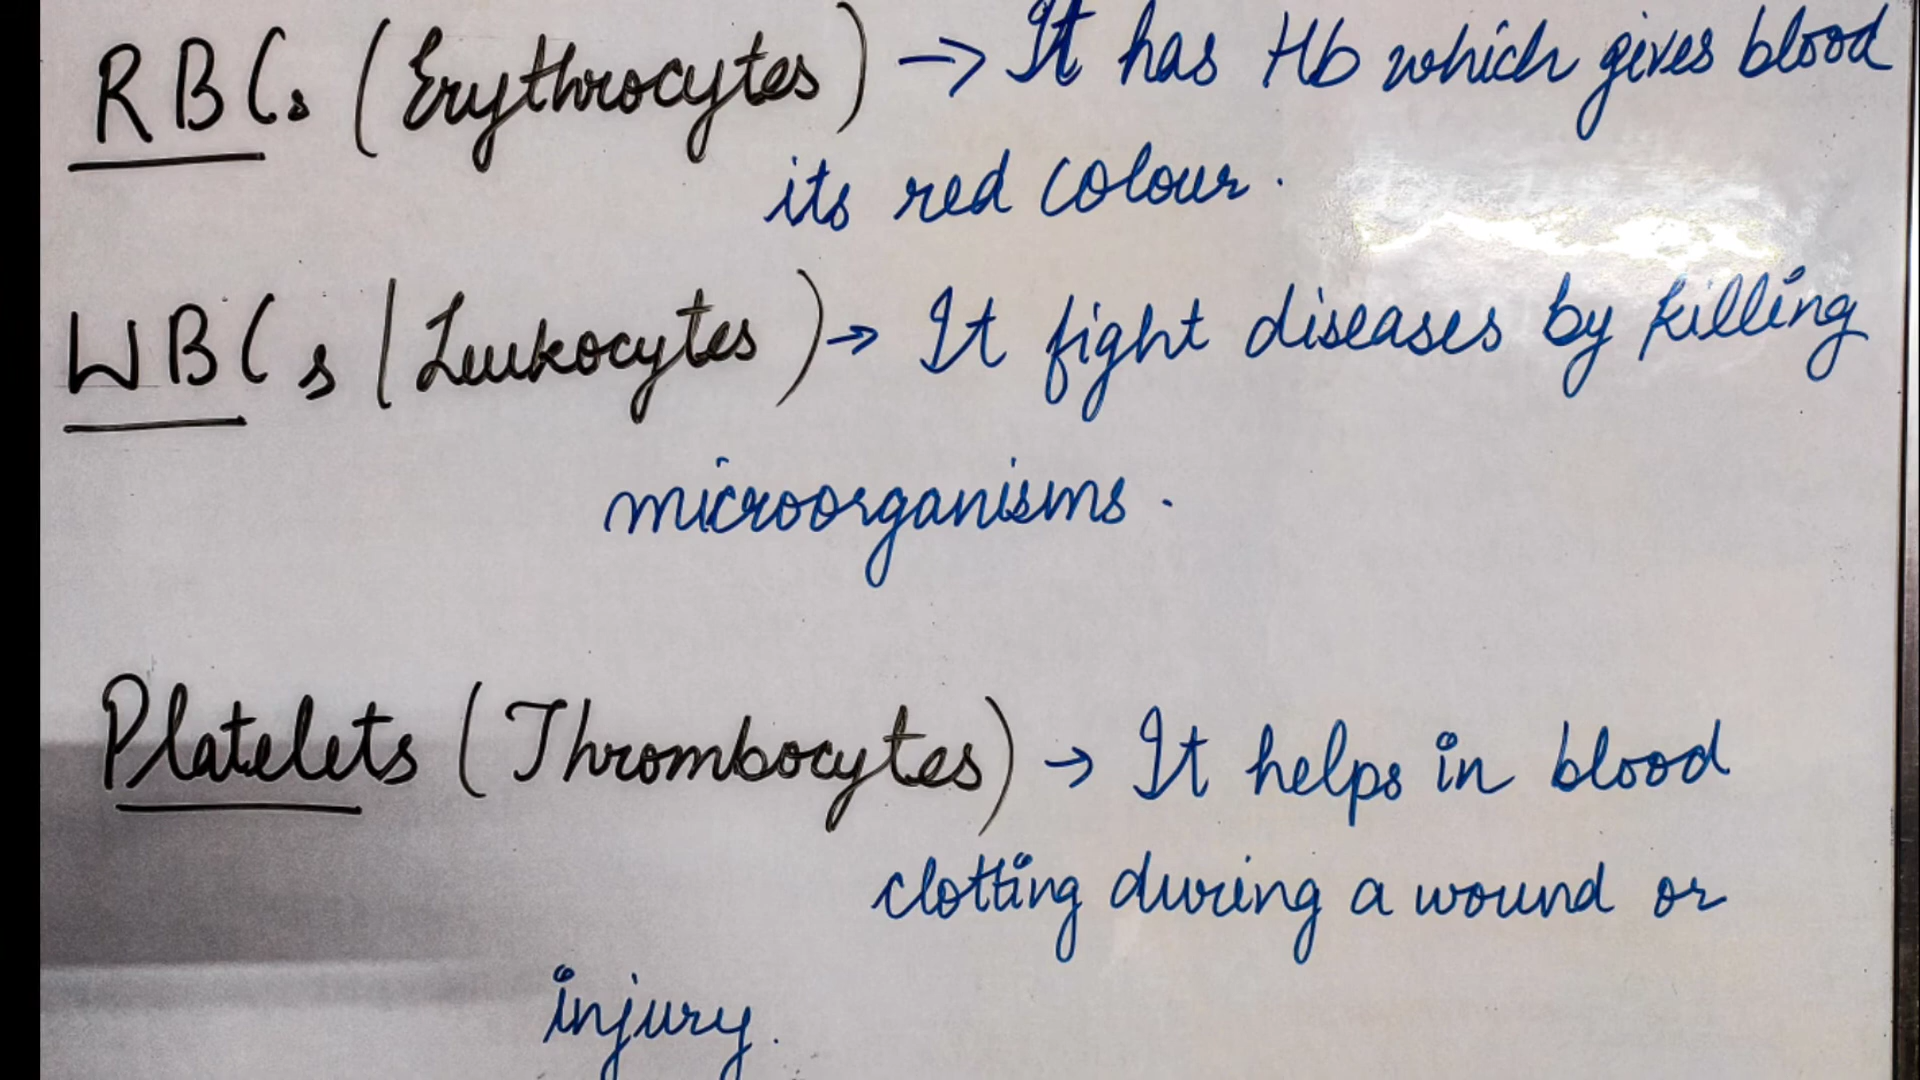 RBCs (Erythrocytes) → It has Hb which gives blood
its red colour.
WBCs (Leukocytes) → It fight diseases by killing
microorganisms.
Platelets (Thrombocytes) → It helps in blood
clotting during a wound or
injury.